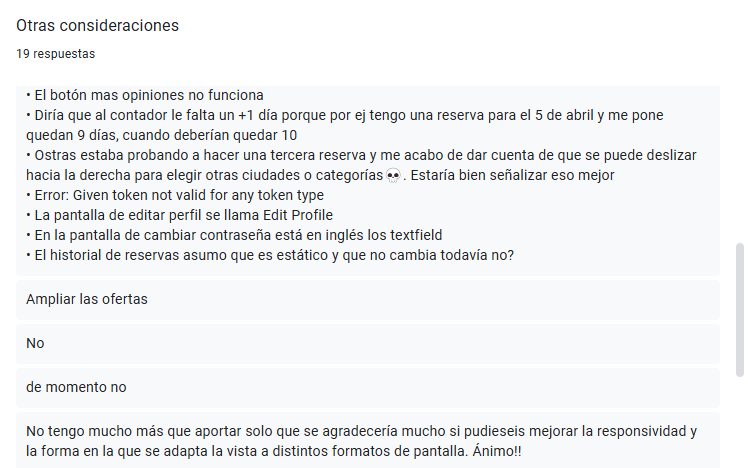 Otras consideraciones
19 respuestas
• El botón mas opiniones no funciona
• Diría que al contador le falta un +1 día porque por ej tengo una reserva para el 5 de abril y me pone
quedan 9 días, cuando deberían quedar 10
• Ostras estaba probando a hacer una tercera reserva y me acabo de dar cuenta de que se puede deslizar
hacia la derecha para elegir otras ciudades o categorías💀. Estaría bien señalizar eso mejor
• Error: Given token not valid for any token type
• La pantalla de editar perfil se llama Edit Profile
• En la pantalla de cambiar contraseña está en inglés los textfield
• El historial de reservas asumo que es estático y que no cambia todavía no?
Ampliar las ofertas
No
de momento no
No tengo mucho más que aportar solo que se agradecería mucho si pudieseis mejorar la responsividad y
la forma en la que se adapta la vista a distintos formatos de pantalla. Ánimo!!